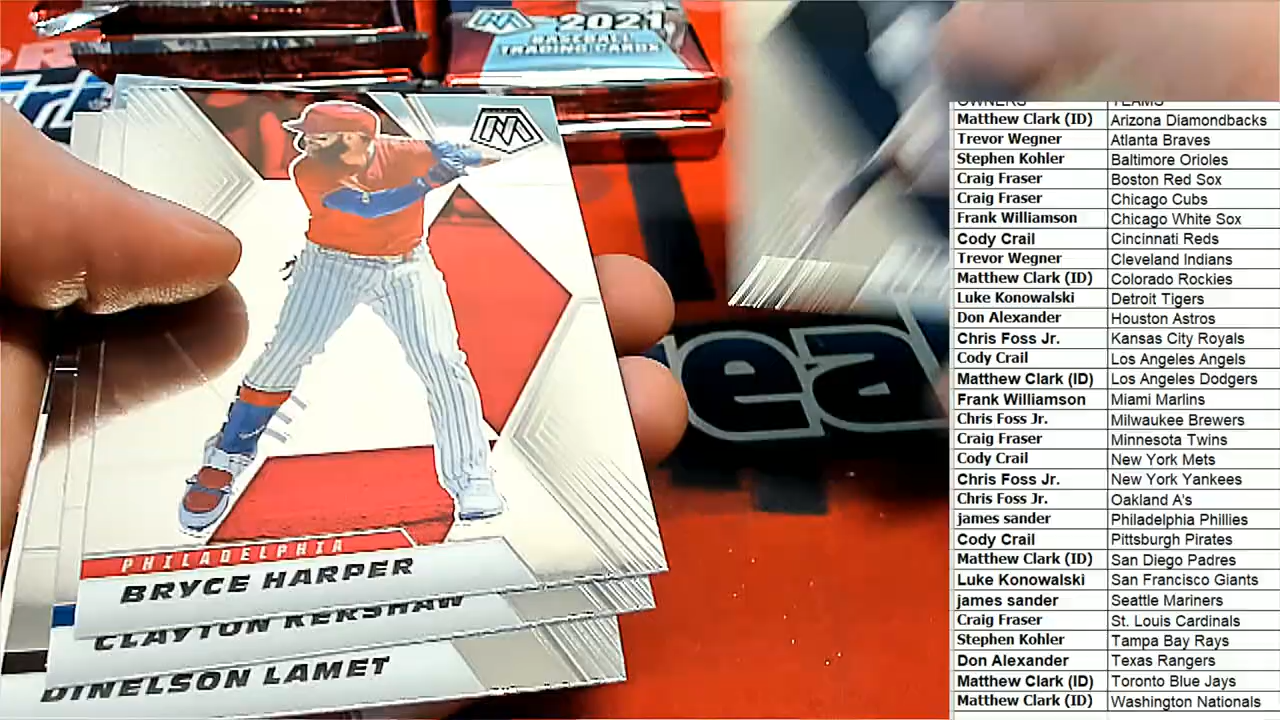 2021
BASEBALL
TRADING CARDS
PHILADELPHIA
BRYCE HARPER
CLAYTON KERSHAW
DINELSON LAMET
ea
OWNERS TEAMS
Matthew Clark (ID) Arizona Diamondbacks
Trevor Wegner Atlanta Braves
Stephen Kohler Baltimore Orioles
Craig Fraser Boston Red Sox
Craig Fraser Chicago Cubs
Frank Williamson Chicago White Sox
Cody Crail Cincinnati Reds
Trevor Wegner Cleveland Indians
Matthew Clark (ID) Colorado Rockies
Luke Konowalski Detroit Tigers
Don Alexander Houston Astros
Chris Foss Jr. Kansas City Royals
Cody Crail Los Angeles Angels
Matthew Clark (ID) Los Angeles Dodgers
Frank Williamson Miami Marlins
Chris Foss Jr. Milwaukee Brewers
Craig Fraser Minnesota Twins
Cody Crail New York Mets
Chris Foss Jr. New York Yankees
Chris Foss Jr. Oakland A's
james sander Philadelphia Phillies
Cody Crail Pittsburgh Pirates
Matthew Clark (ID) San Diego Padres
Luke Konowalski San Francisco Giants
james sander Seattle Mariners
Craig Fraser St. Louis Cardinals
Stephen Kohler Tampa Bay Rays
Don Alexander Texas Rangers
Matthew Clark (ID) Toronto Blue Jays
Matthew Clark (ID) Washington Nationals